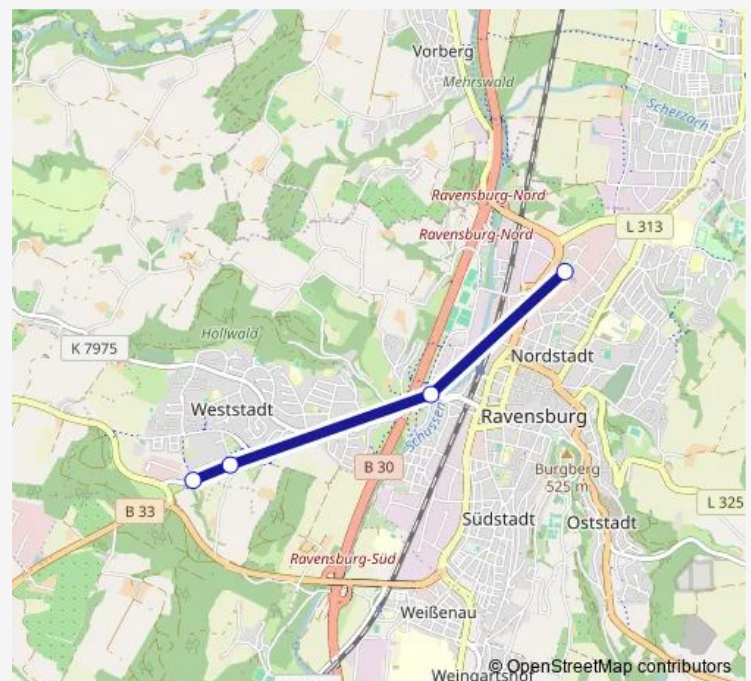 Vorberg
Mehrswald
Scherzach
Ravensburg-Nord
L 313
Ravensburg-Nord
Höllwald
K 7975
Nordstadt
Weststadt
Ravensburg
Schussen
B 30
Burgberg
525 m
B 33
L 325
Südstadt
Oststadt
Ravensburg-Süd
Weißenau
Weingartshof
© OpenStreetMap contributors